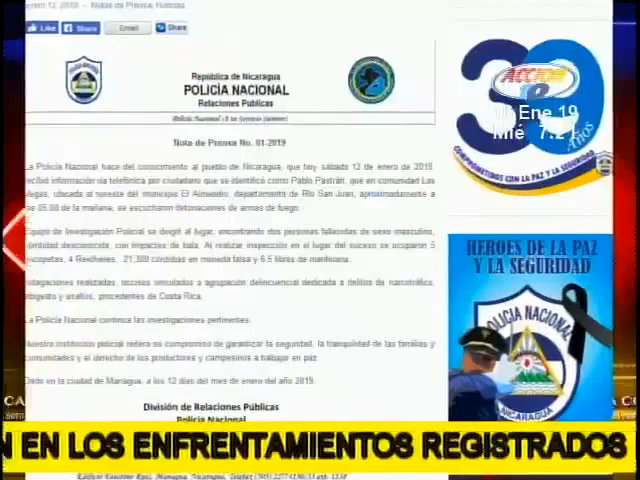 enero 12, 2019 - Notas de Prensa, Noticias
Like Share Email Share
República de Nicaragua
POLICÍA NACIONAL
Relaciones Públicas
Nota de Prensa No. 01-2019
La Policía Nacional hace del conocimiento al pueblo de Nicaragua, que hoy sábado 12 de enero de 2019,
recibió información vía telefónica por ciudadano que se identificó como Pablo Pastrán, que en comunidad Las
Vegas, ubicada al noreste del municipio El Almendro, departamento de Río San Juan, aproximadamente a
las 05:00 de la mañana, se escucharon detonaciones de armas de fuego.
Equipo de Investigación Policial se dirigió al lugar, encontrando dos personas fallecidas de sexo masculino,
identidad desconocida, con impactos de bala. Al realizar inspección en el lugar del suceso se ocuparon 5
escopetas, 4 21,300 córdobas en moneda falsa y 6.5 libras de marihuana.
Indagaciones realizadas, occisos vinculados a agrupación delincuencial dedicada a delitos de narcotráfico,
abigeato y asaltos, procedentes de Costa Rica.
La Policía Nacional continúa las investigaciones pertinentes.
Nuestra institución policial reitera su compromiso de garantizar la seguridad, la tranquilidad de las familias y
comunidades y el derecho de los productores y campesinos a trabajar en paz.
Dado en la ciudad de Managua, a los 12 días del mes de enero del año 2019.
División de Relaciones Públicas
Policía Nacional
39
ACCION
8
Ene 19
Mié 7:21
AÑOS
COMPROMETIDOS CON LA PAZ Y LA SEGURIDAD
HEROES DE LA PAZ
Y LA SEGURIDAD
POLICIA NACIONAL
NICARAGUA
N EN LOS ENFRENTAMIENTOS REGISTRADOS